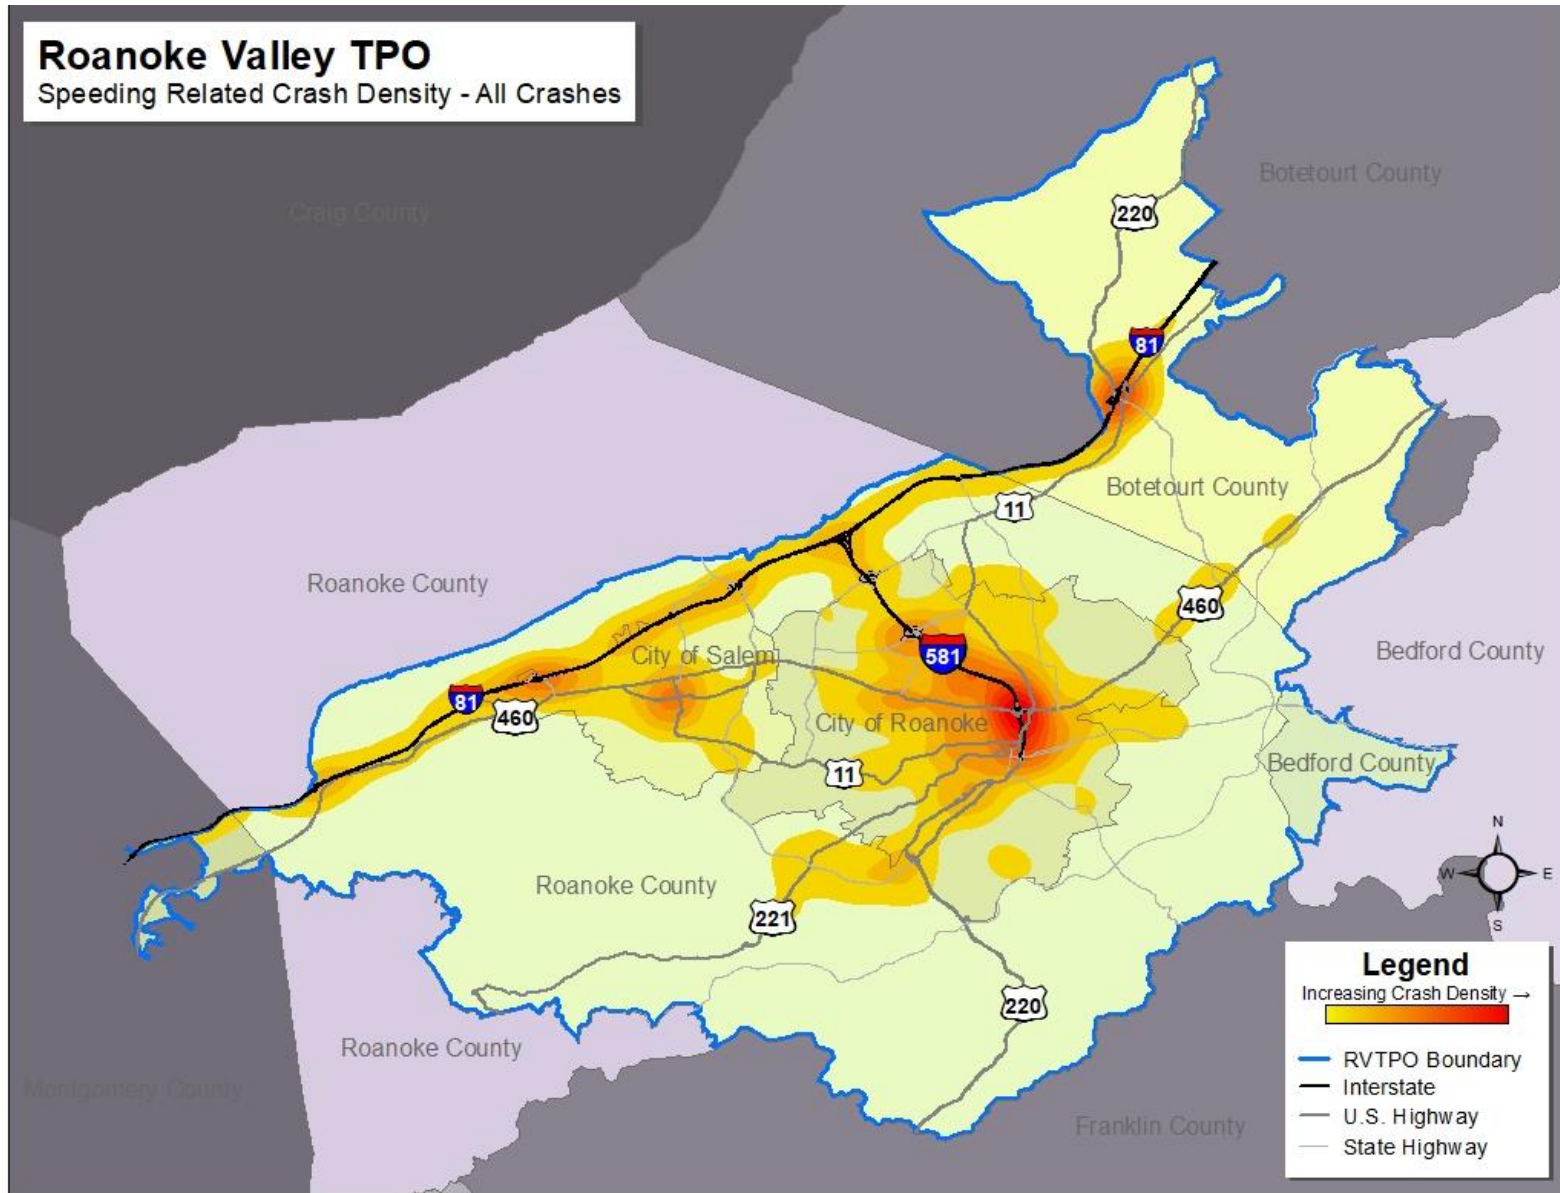 Roanoke Valley TPO
Speeding Related Crash Density - All Crashes
Botetourt County
Craig County
220
81
Botetourt County
11
Roanoke County
460
City of Salem
581
Bedford County
81
460
City of Roanoke
Bedford County
11
N
W
E
S
Roanoke County
221
220
Roanoke County
Montgomery County
Franklin County
Legend
Increasing Crash Density →
RVTPO Boundary
Interstate
U.S. Highway
State Highway